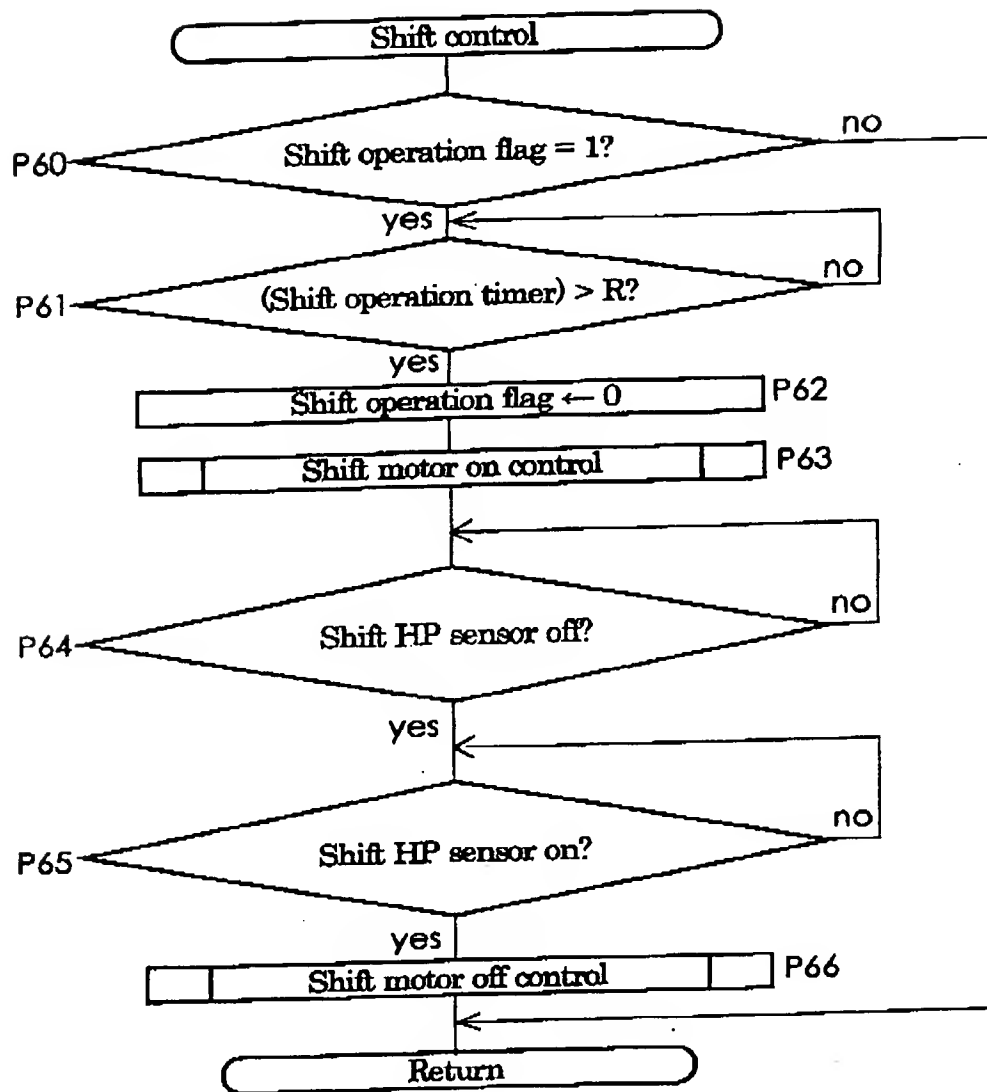 Shift control
no
P60
Shift operation flag = 1?
yes
no
P61
(Shift operation timer) > R?
yes
Shift operation flag ← 0
P62
Shift motor on control
P63
no
P64
Shift HP sensor off?
yes
no
P65
Shift HP sensor on?
yes
Shift motor off control
P66
Return